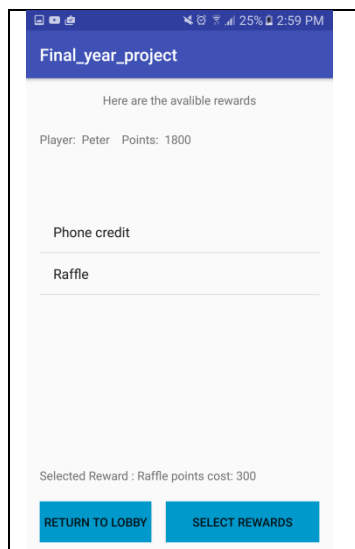 25% 2:59 PM
Final_year_project
Here are the avalible rewards
Player: Peter Points: 1800
Phone credit
Raffle
Selected Reward : Raffle points cost: 300
RETURN TO LOBBY SELECT REWARDS